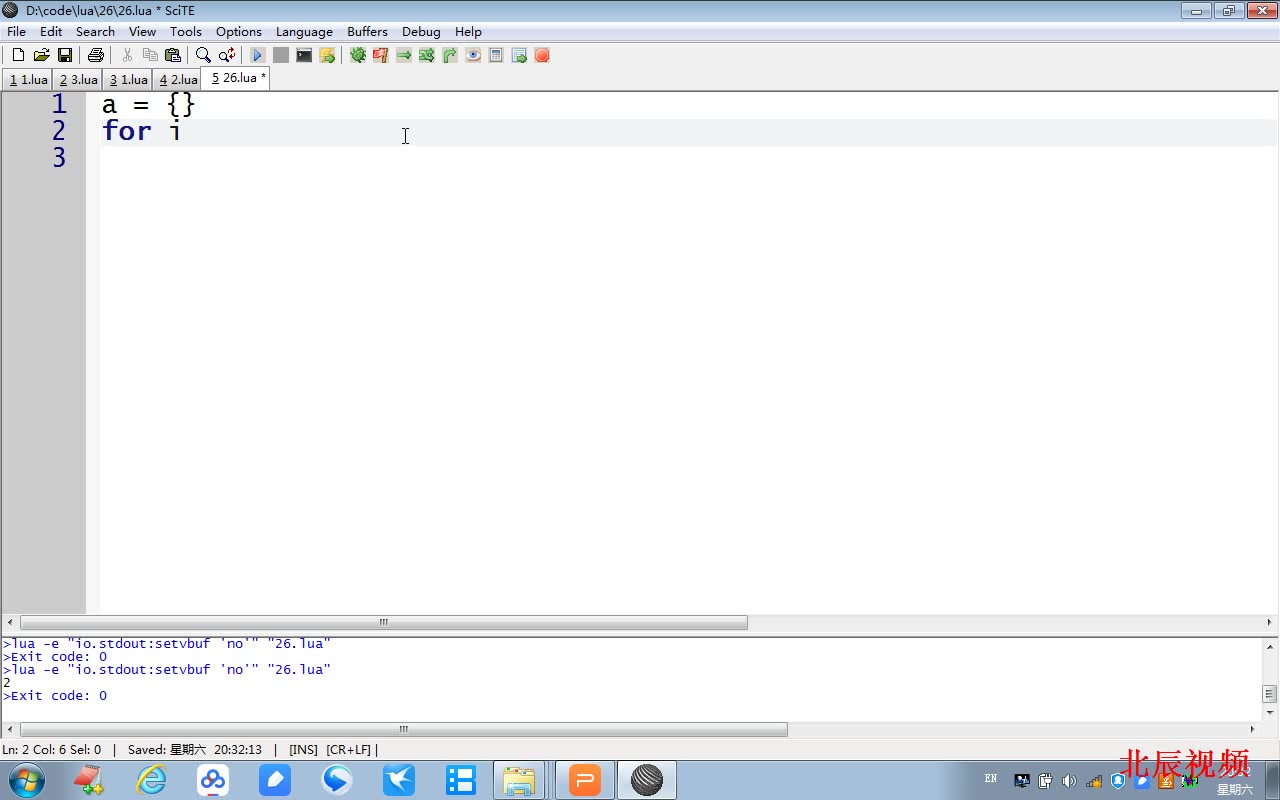 D:\code\lua\26\26.lua * SciTE
File Edit Search View Tools Options Language Buffers Debug Help
1 1.lua 2 3.lua 3 1.lua 4 2.lua 5 26.lua *
1 a = {}
2 for i
3
>lua -e "io.stdout:setvbuf 'no'" "26.lua"
>Exit code: 0
>lua -e "io.stdout:setvbuf 'no'" "26.lua"
2
>Exit code: 0
Ln: 2 Col: 6 Sel: 0 | Saved: 星期六 20:32:13 | [INS] [CR+LF] |
EN
北辰视频
星期六